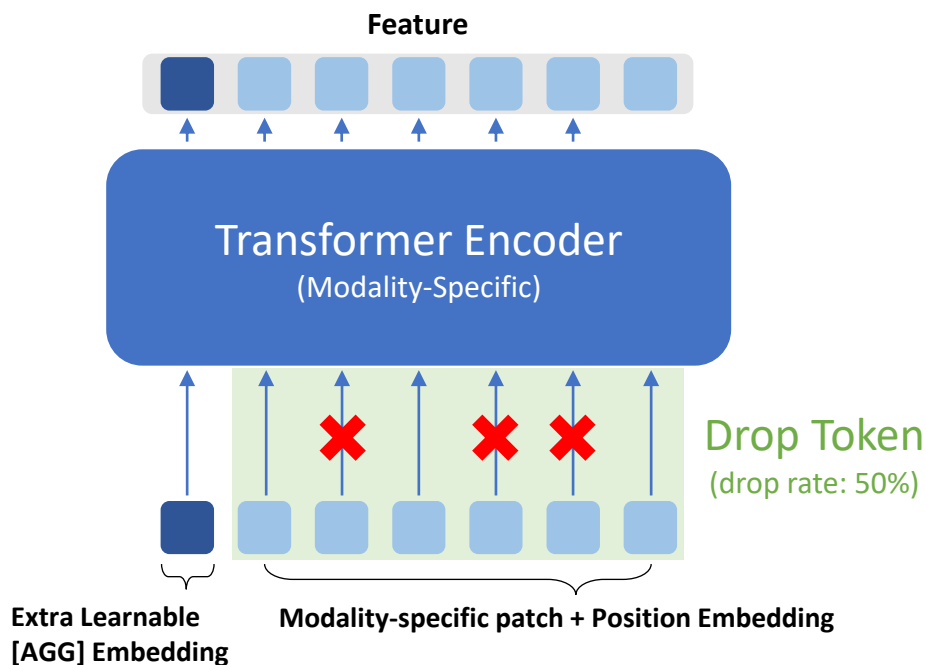 Feature
Transformer Encoder
(Modality-Specific)
Drop Token
(drop rate: 50%)
Extra Learnable
[AGG] Embedding
Modality-specific patch + Position Embedding